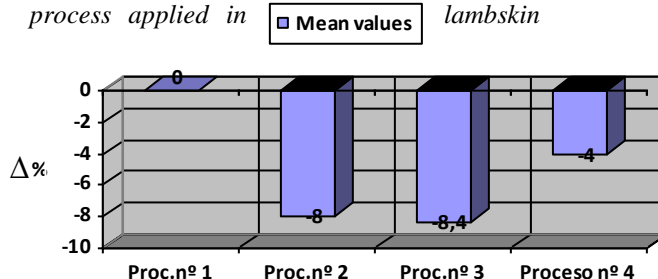 process applied in lambskin
Mean values
0
0
-2
-4
-6
-8
-10
Δ%
-8
-8,4
-4
Proc.nº 1 Proc.nº 2 Proc.nº 3 Proceso nº 4